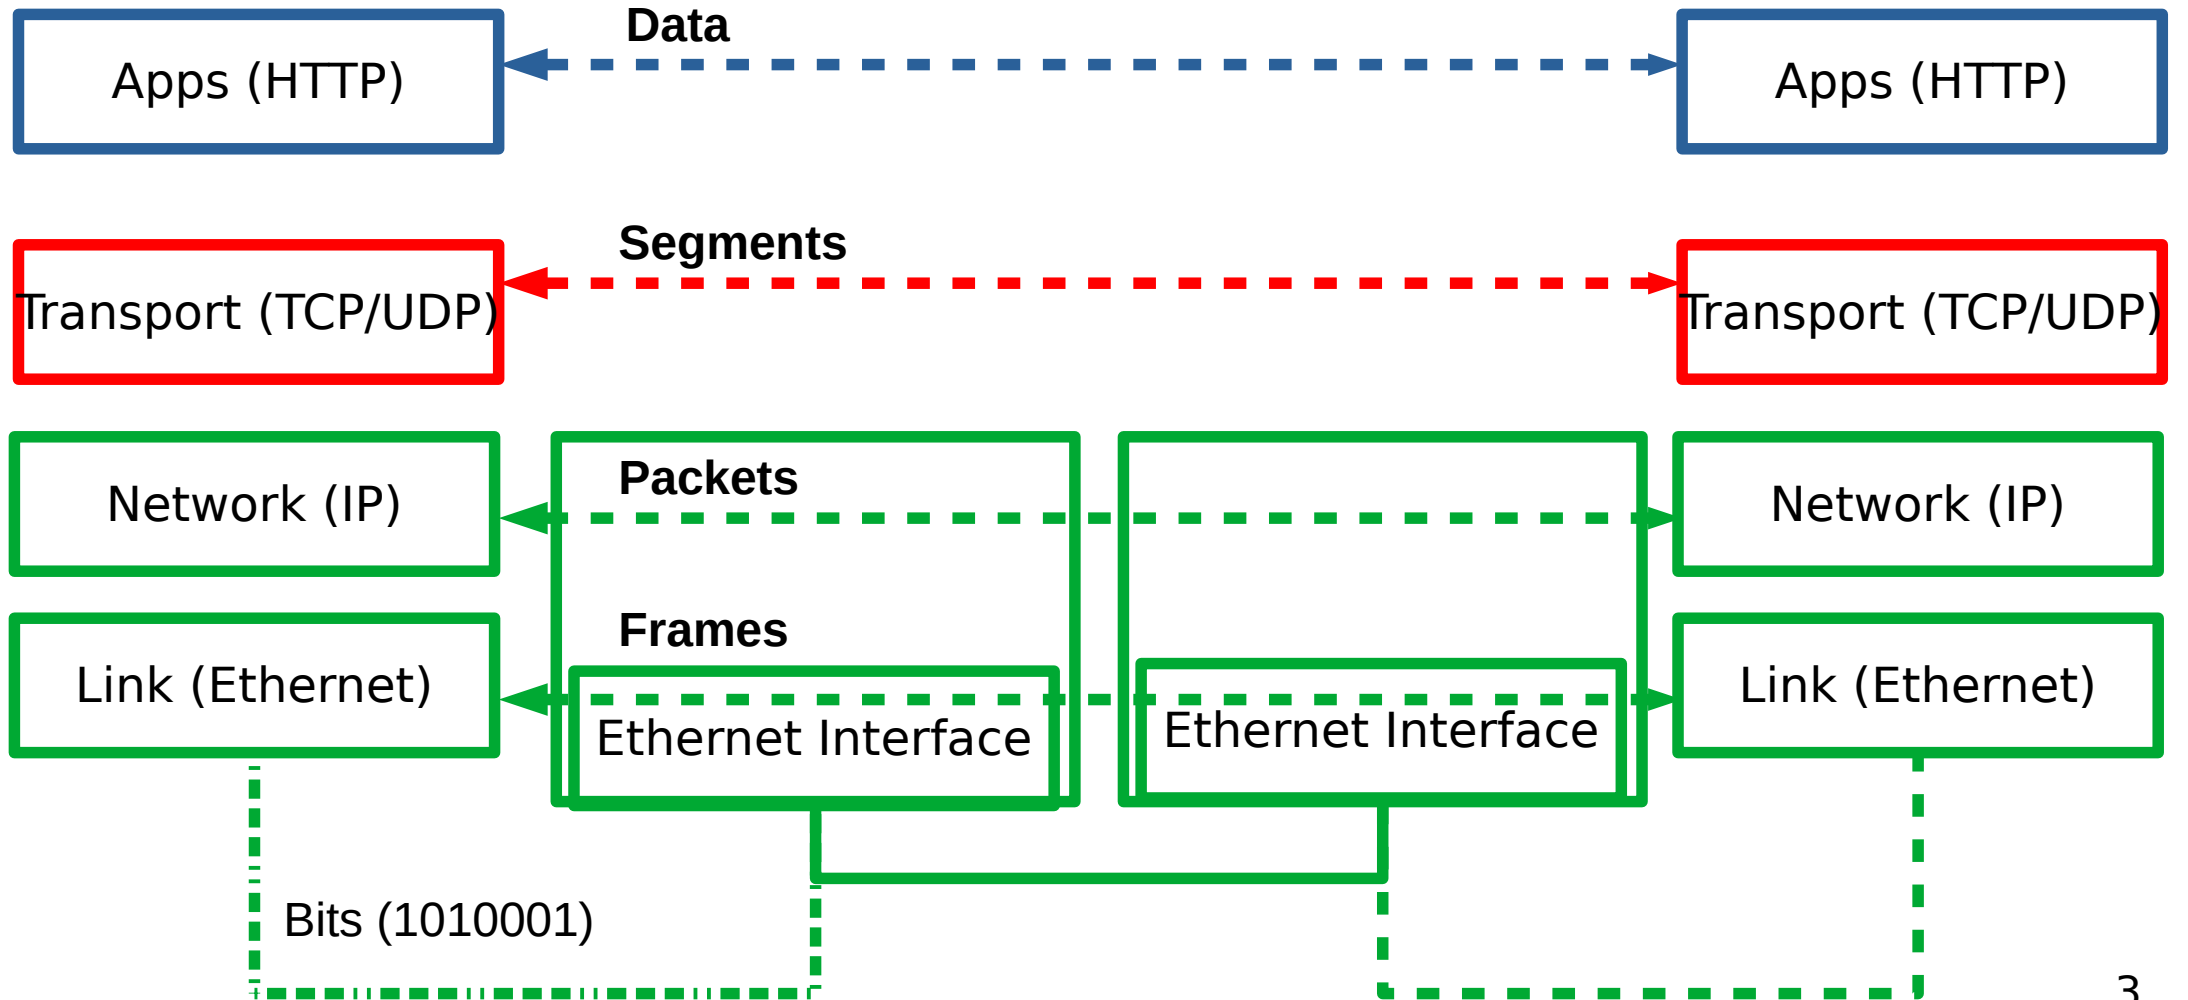 Data
Apps (HTTP)
Apps (HTTP)
Segments
Transport (TCP/UDP)
Transport (TCP/UDP)
Packets
Network (IP)
Network (IP)
Frames
Link (Ethernet)
Link (Ethernet)
Ethernet Interface
Ethernet Interface
Bits (1010001)
3